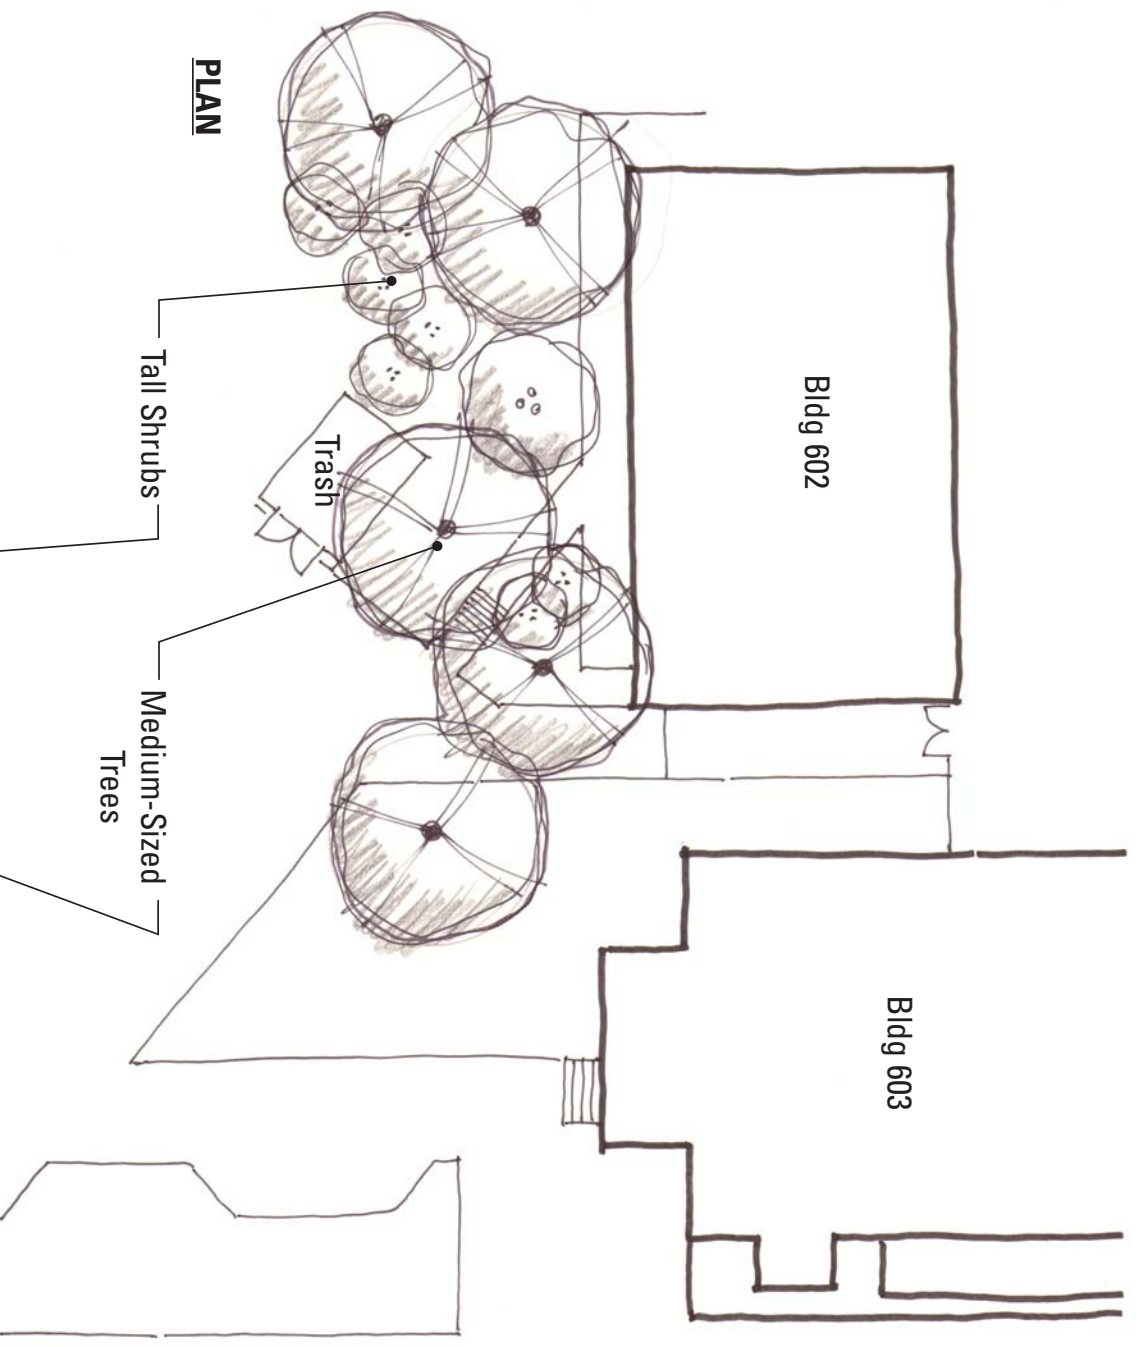 PLAN
Bldg 602
Bldg 603
Trash
Tall Shrubs
Medium-Sized
Trees